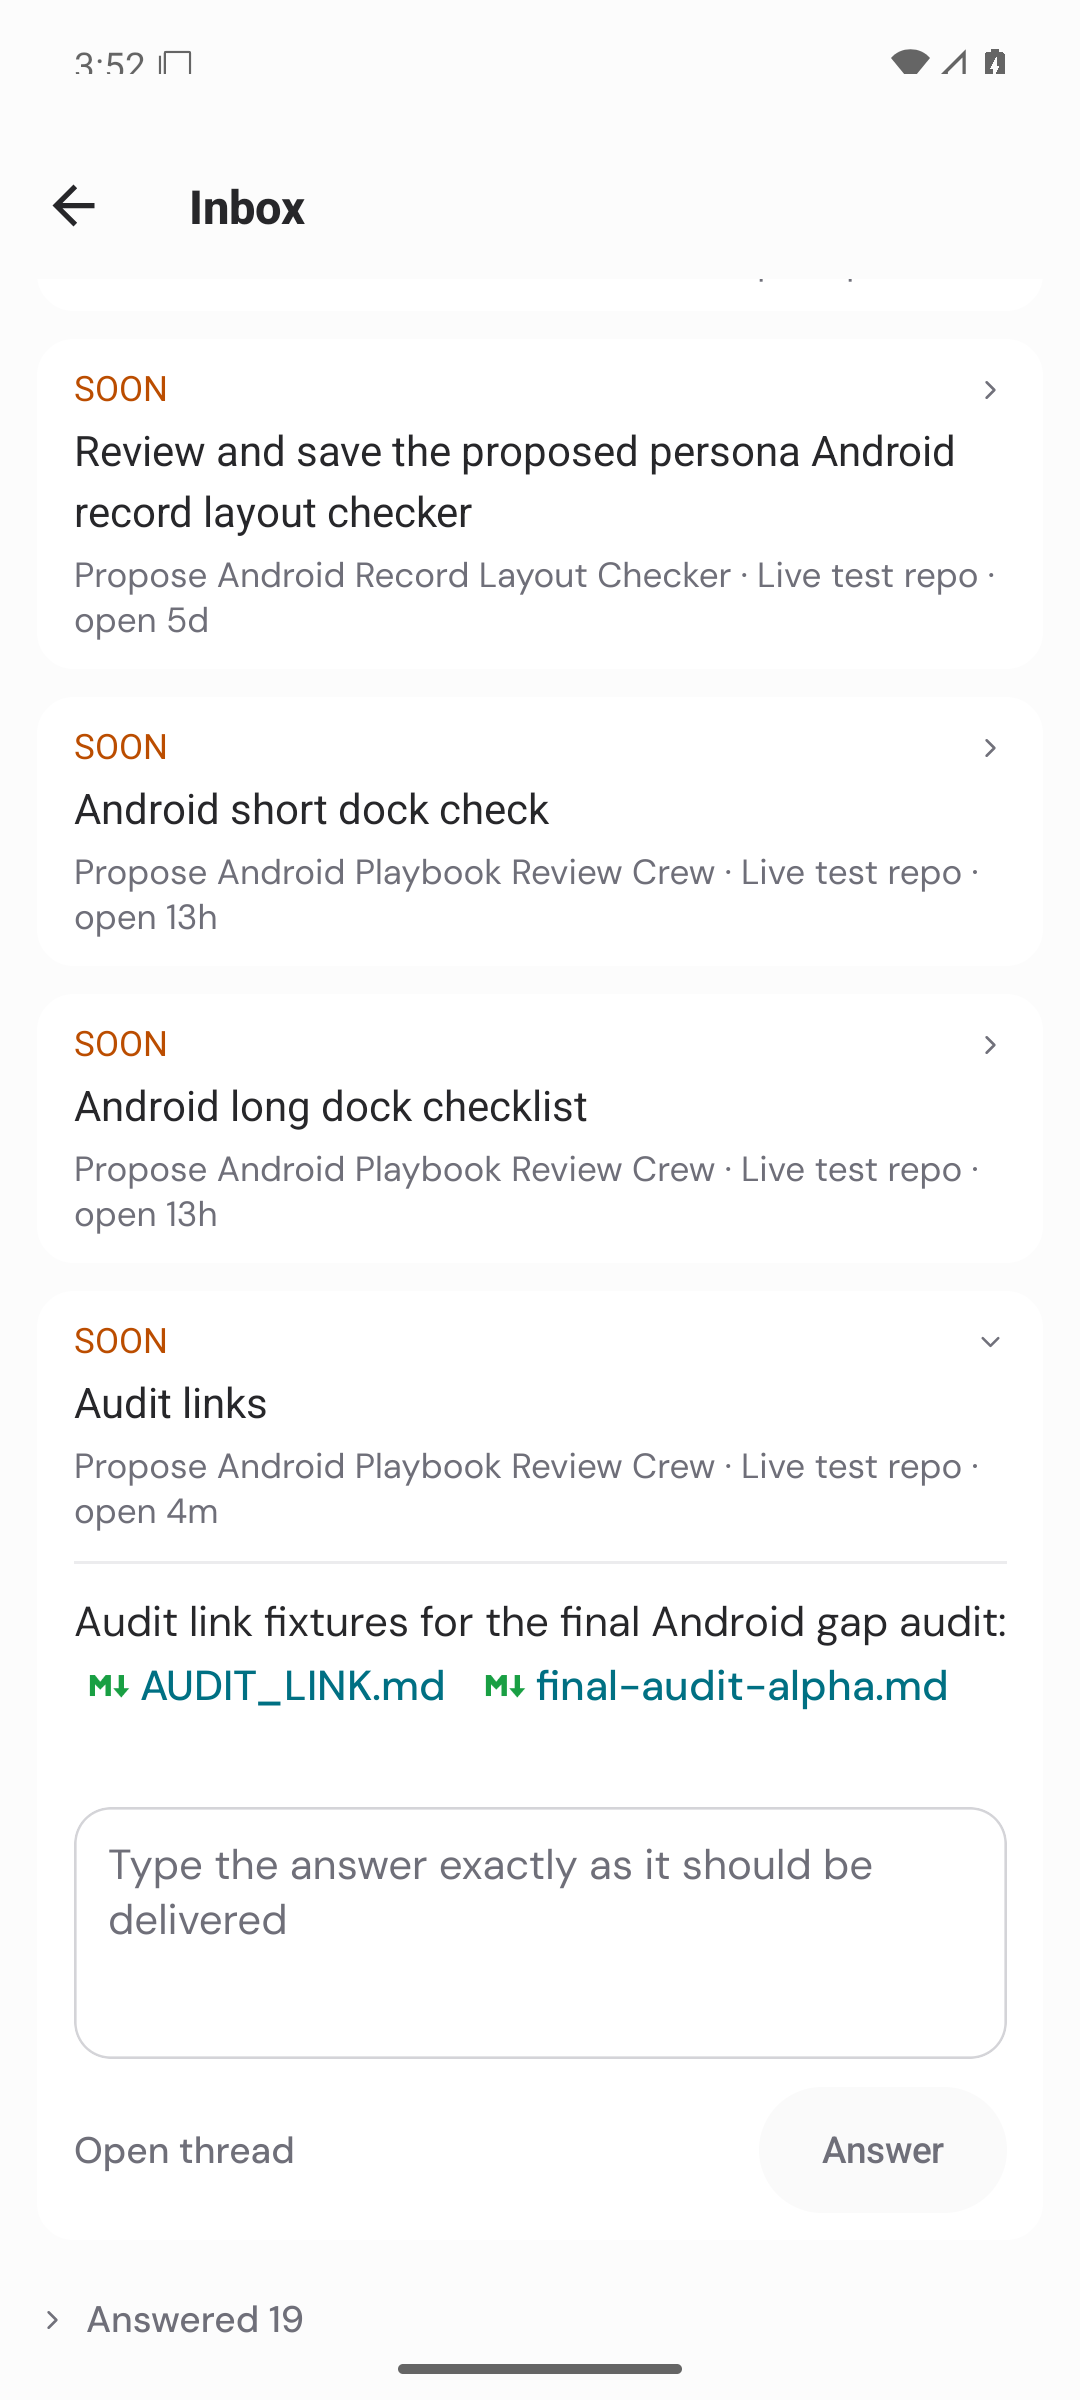 3:52
Inbox
SOON
Review and save the proposed persona Android
record layout checker
Propose Android Record Layout Checker · Live test repo ·
open 5d
SOON
Android short dock check
Propose Android Playbook Review Crew · Live test repo ·
open 13h
SOON
Android long dock checklist
Propose Android Playbook Review Crew · Live test repo ·
open 13h
SOON
Audit links
Propose Android Playbook Review Crew · Live test repo ·
open 4m
Audit link fixtures for the final Android gap audit:
M↓ AUDIT_LINK.md M↓ final-audit-alpha.md
Type the answer exactly as it should be
delivered
Open thread
Answer
Answered 19